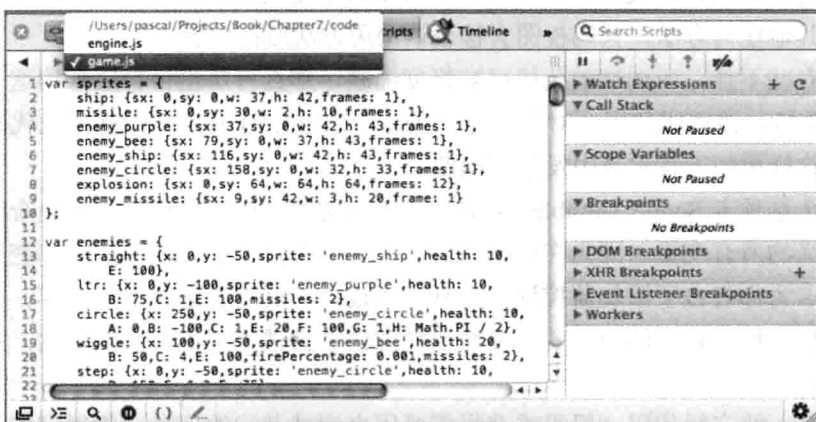 /Users/pascal/Projects/Book/Chapter7/code
engine.js
✓ game.js
ripts
Timeline
»
Search Scripts
1 var sprites = {
2 ship: {sx: 0,sy: 0,w: 37,h: 42,frames: 1},
3 missile: {sx: 0,sy: 30,w: 2,h: 10,frames: 1},
4 enemy_purple: {sx: 37,sy: 0,w: 42,h: 43,frames: 1},
5 enemy_bee: {sx: 79,sy: 0,w: 37,h: 43,frames: 1},
6 enemy_ship: {sx: 116,sy: 0,w: 42,h: 43,frames: 1},
7 enemy_circle: {sx: 158,sy: 0,w: 32,h: 33,frames: 1},
8 explosion: {sx: 0,sy: 64,w: 64,h: 64,frames: 12},
9 enemy_missile: {sx: 9,sy: 42,w: 3,h: 20,frame: 1}
10 };
11
12 var enemies = {
13 straight: {x: 0,y: -50,sprite: 'enemy_ship',health: 10,
14 E: 100},
15 ltr: {x: 0,y: -100,sprite: 'enemy_purple',health: 10,
16 B: 75,C: 1,E: 100,missiles: 2},
17 circle: {x: 250,y: -50,sprite: 'enemy_circle',health: 10,
18 A: 0,B: -100,C: 1,E: 20,F: 100,G: 1,H: Math.PI / 2},
19 wiggle: {x: 100,y: -50,sprite: 'enemy_bee',health: 20,
20 B: 50,C: 4,E: 100,firePercentage: 0.001,missiles: 2},
21 step: {x: 0,y: -50,sprite: 'enemy_circle',health: 10,
22
23
Watch Expressions
Call Stack
Not Paused
Scope Variables
Not Paused
Breakpoints
No Breakpoints
DOM Breakpoints
XHR Breakpoints
Event Listener Breakpoints
Workers